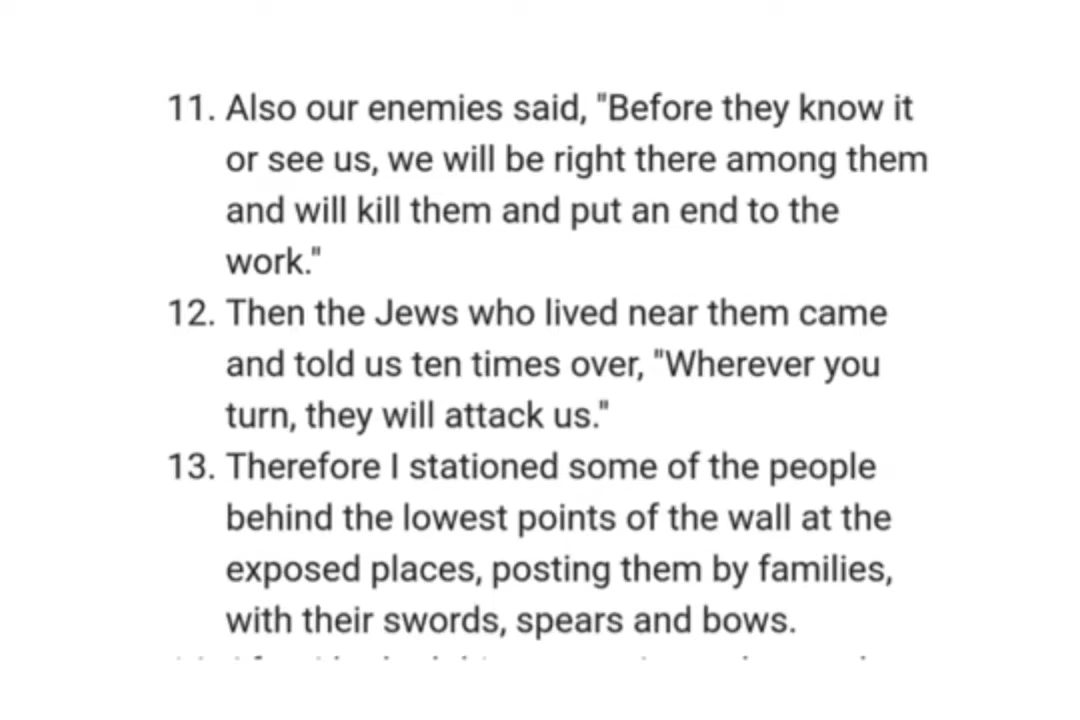 11. Also our enemies said, "Before they know it
or see us, we will be right there among them
and will kill them and put an end to the
work."
12. Then the Jews who lived near them came
and told us ten times over, "Wherever you
turn, they will attack us."
13. Therefore I stationed some of the people
behind the lowest points of the wall at the
exposed places, posting them by families,
with their swords, spears and bows.